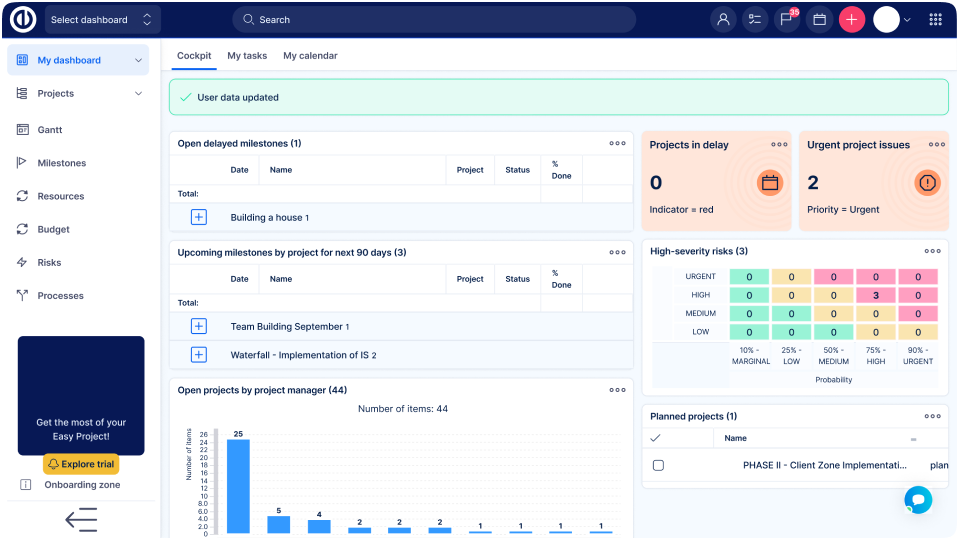 Select dashboard
Search
35
My dashboard
Projects
Gantt
Milestones
Resources
Budget
Risks
Processes
Get the most of your
Easy Project!
Explore trial
Onboarding zone
Cockpit My tasks My calendar
User data updated
Open delayed milestones (1)
Date Name Project Status % Done
Total:
Building a house 1
Upcoming milestones by project for next 90 days (3)
Date Name Project Status % Done
Total:
Team Building September 1
Waterfall - Implementation of IS 2
Open projects by project manager (44)
Number of items: 44
Number of items
26
24
22
20
18
16
14
12
10
8.0
6.0
4.0
2.0
0
25 5 4 2 2 2 1 1 1 1
Projects in delay
0
Indicator = red
Urgent project issues
2
Priority = Urgent
High-severity risks (3)
URGENT 0 0 0 0 0
HIGH 0 0 0 3 0
MEDIUM 0 0 0 0 0
LOW 0 0 0 0 0
10% - MARGINAL 25% - LOW 50% - MEDIUM 75% - HIGH 90% - URGENT
Probability
Planned projects (1)
Name
PHASE II - Client Zone Implementati... plan